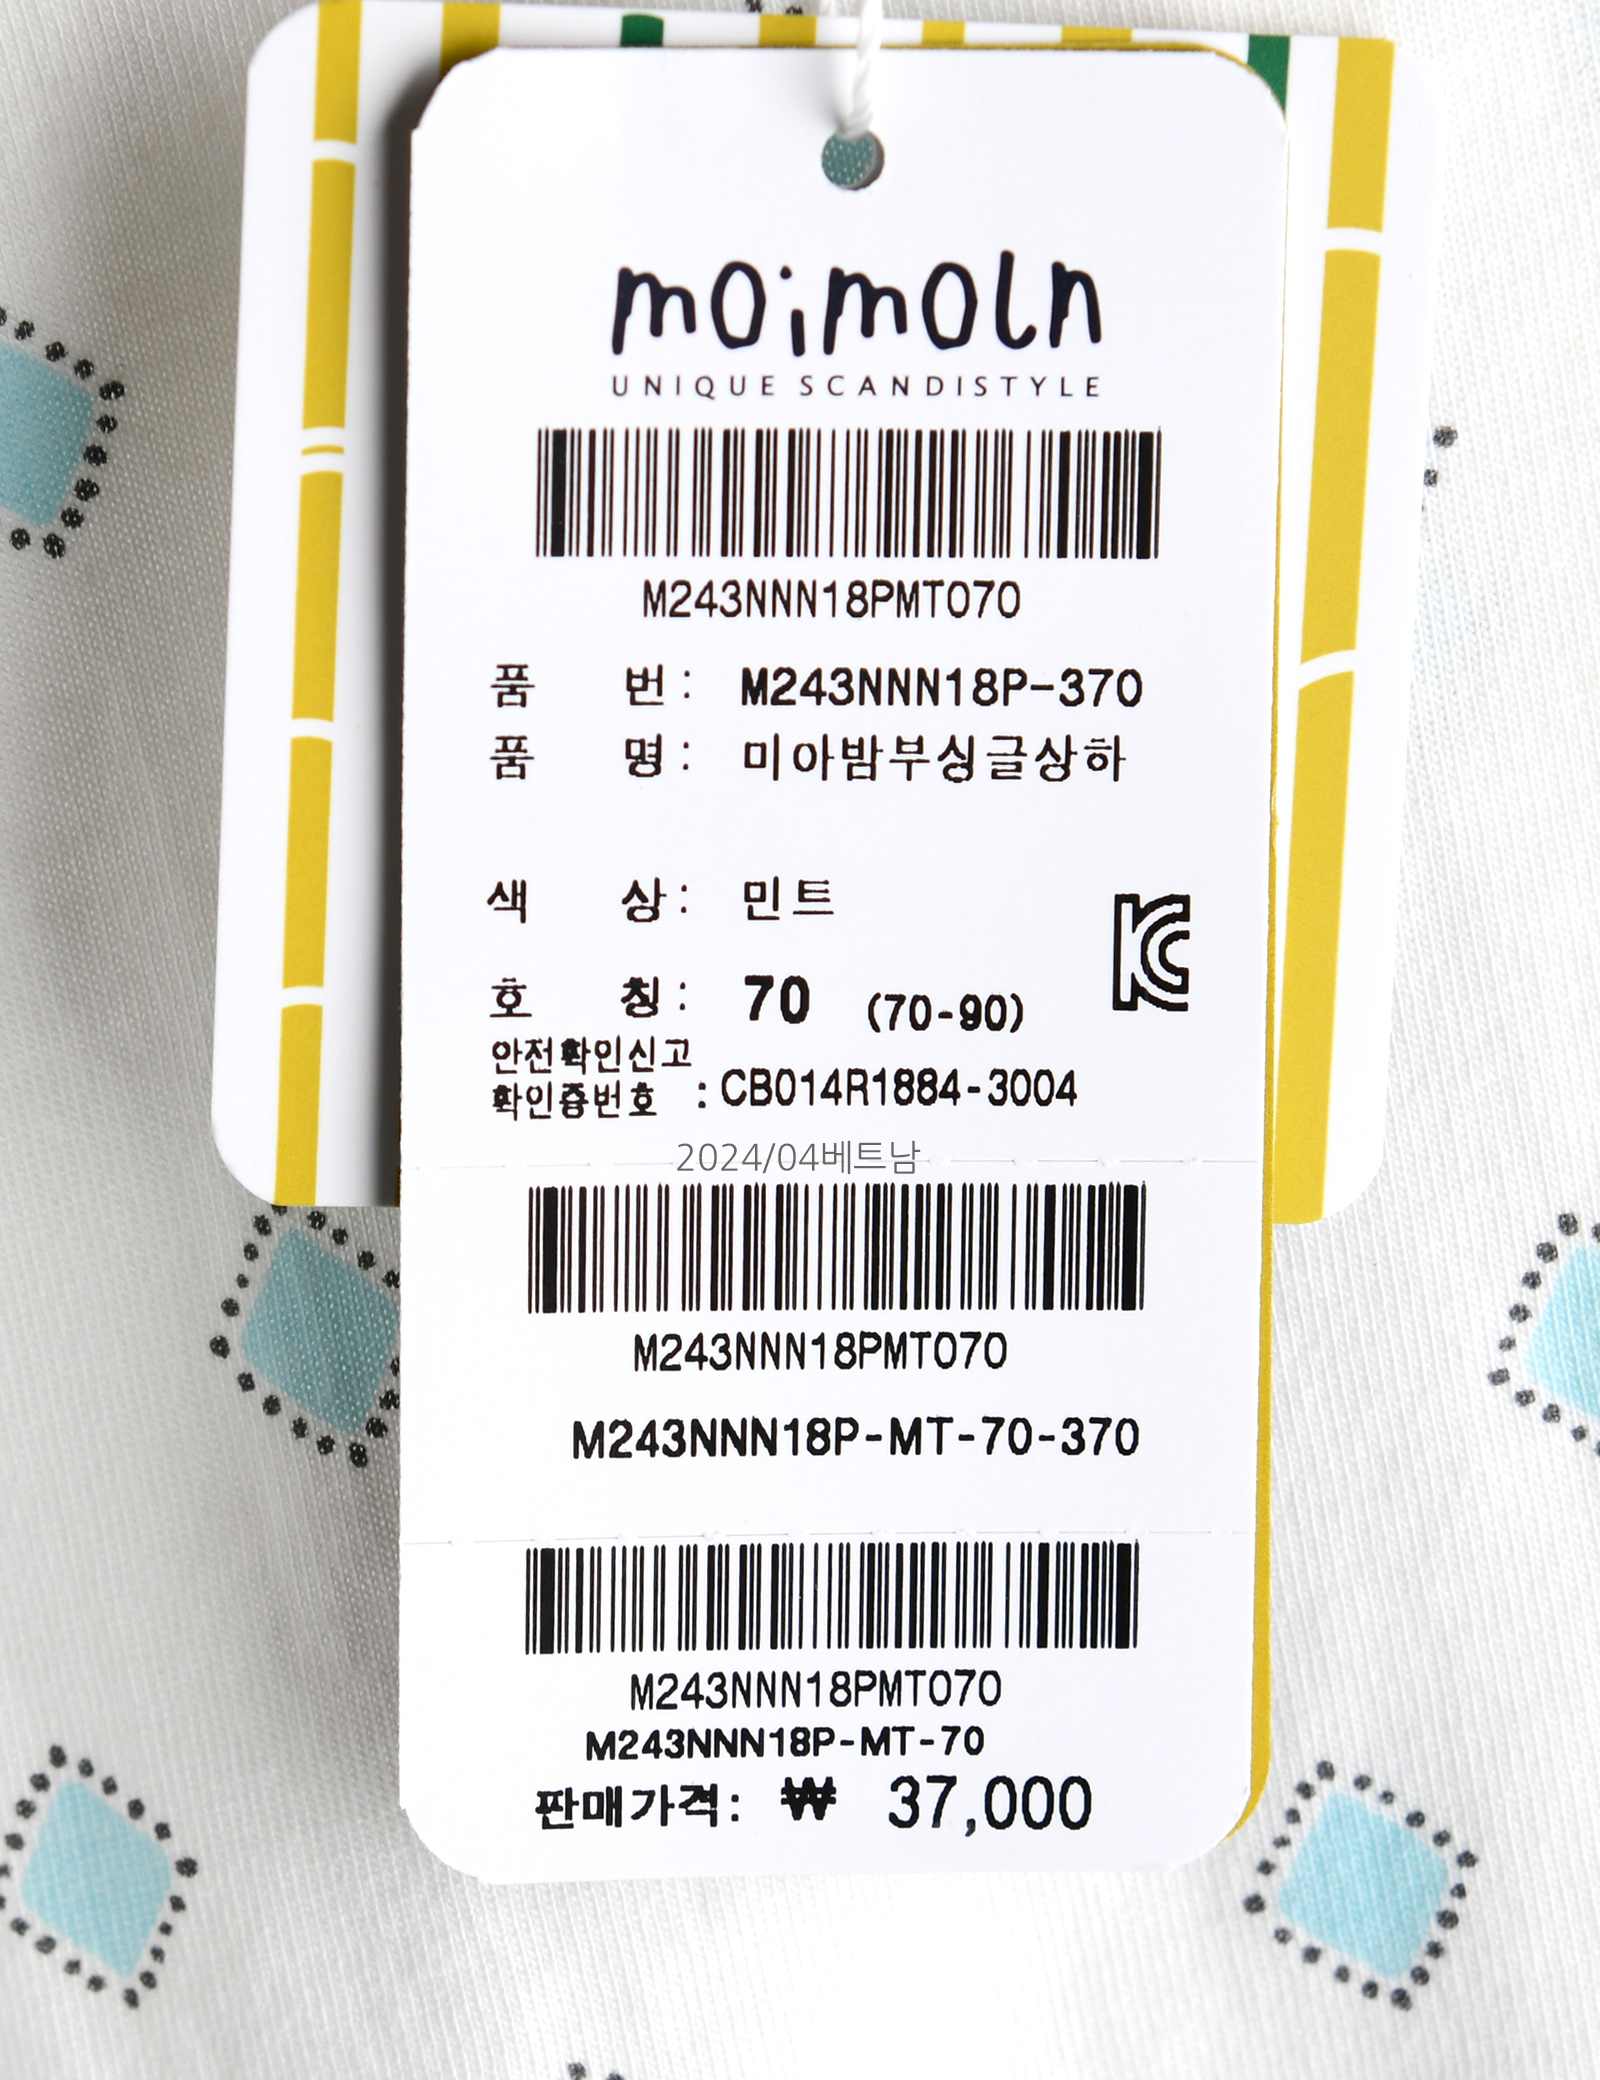 moimoln
UNIQUE SCANDISTYLE
M243NNN18PMT070
품 번: M243NNN18P-370
품 명: 미아밤부싱글상하
색 상: 민트
호 칭: 70 (70-90)
안전확인신고
확인증번호 : CB014R1884-3004
2024/04베트남
M243NNN18PMT070
M243NNN18P-MT-70-370
M243NNN18PMT070
M243NNN18P-MT-70
판매가격: ₩ 37,000